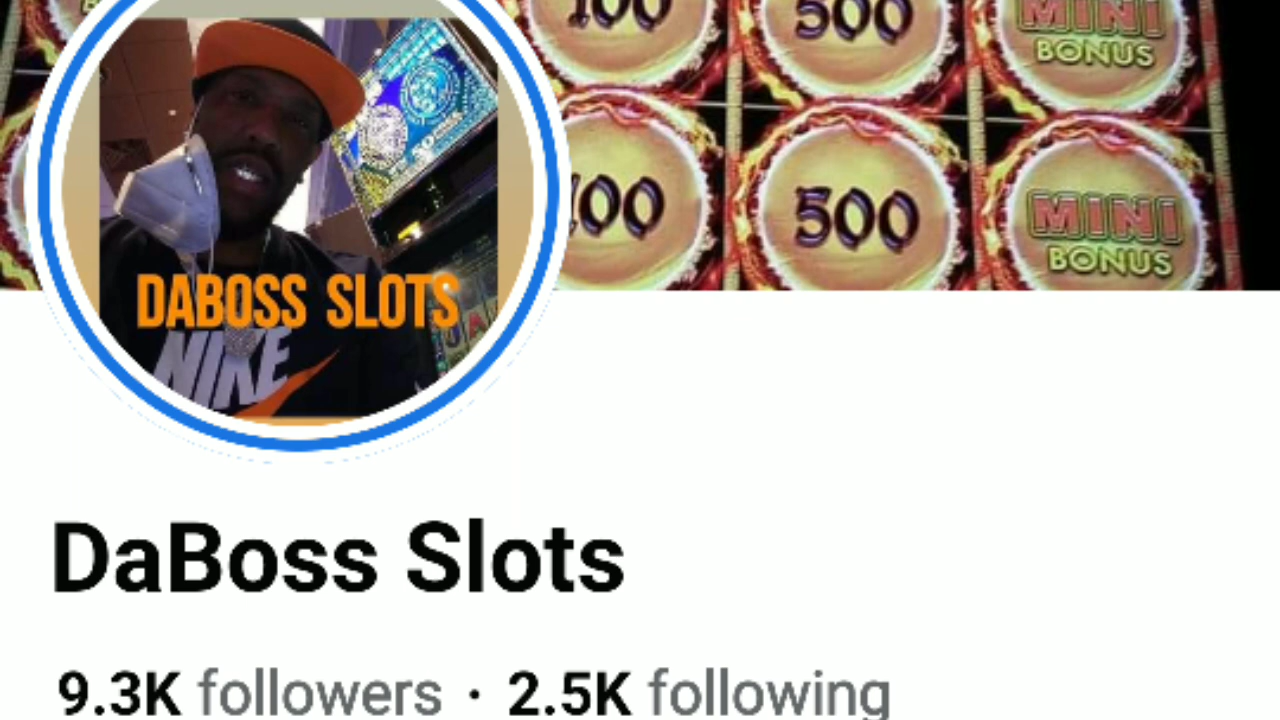 100 500 MINI
BONUS
100 500 MINI
BONUS
DABOSS SLOTS
NIKE
DaBoss Slots
9.3K followers · 2.5K following